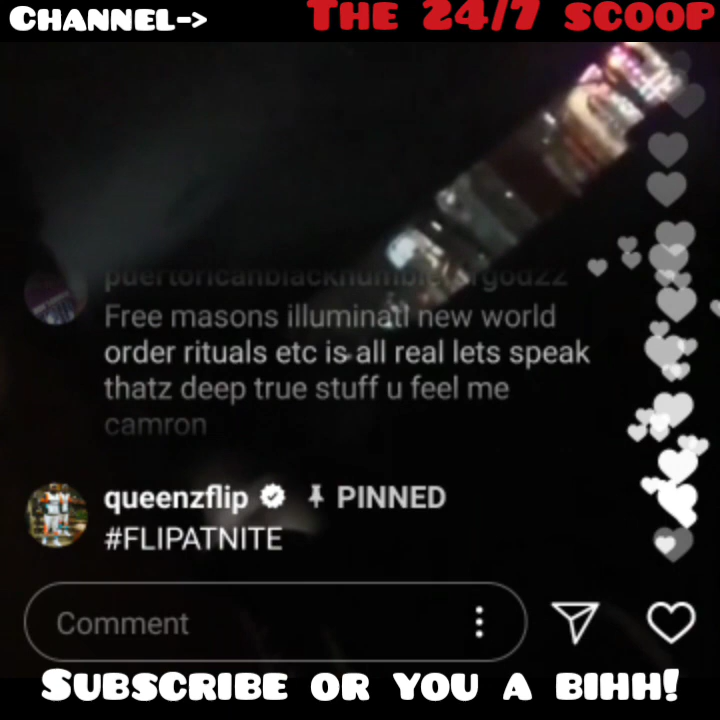 Channel->
The 24/7 scoop
Free masons illuminati new world
order rituals etc is all real lets speak
thatz deep true stuff u feel me
camron
queenzflip PINNED
#FLIPATNITE
Comment
Subscribe or you a bihh!